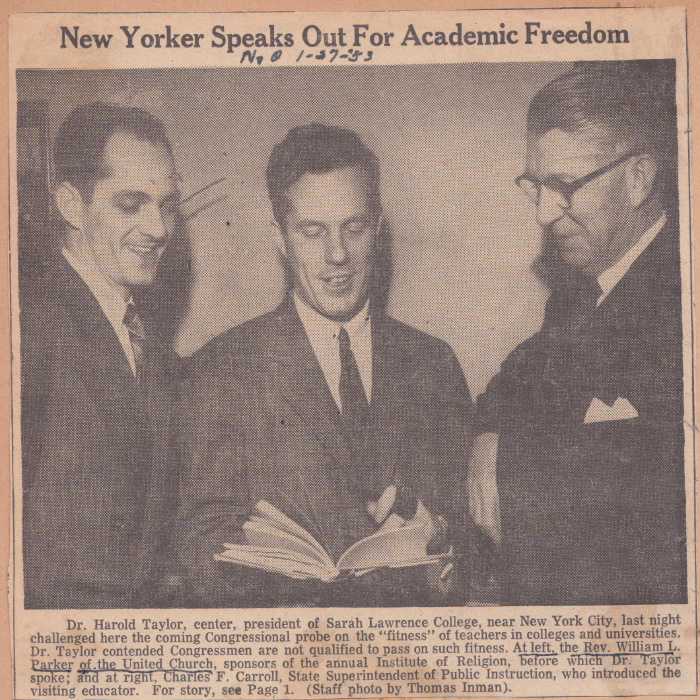 New Yorker Speaks Out For Academic Freedom
N+O 1-27-53
Dr. Harold Taylor, center, president of Sarah Lawrence College, near New York City, last night
challenged here the coming Congressional probe on the "fitness" of teachers in colleges and universities.
Dr. Taylor contended Congressmen are not qualified to pass on such fitness. At left, the Rev. William L.
Parker of the United Church, sponsors of the annual Institute of Religion, before which Dr. Taylor
spoke; and at right, Charles F. Carroll, State Superintendent of Public Instruction, who introduced the
visiting educator. For story, see Page 1. (Staff photo by Thomas Inman).